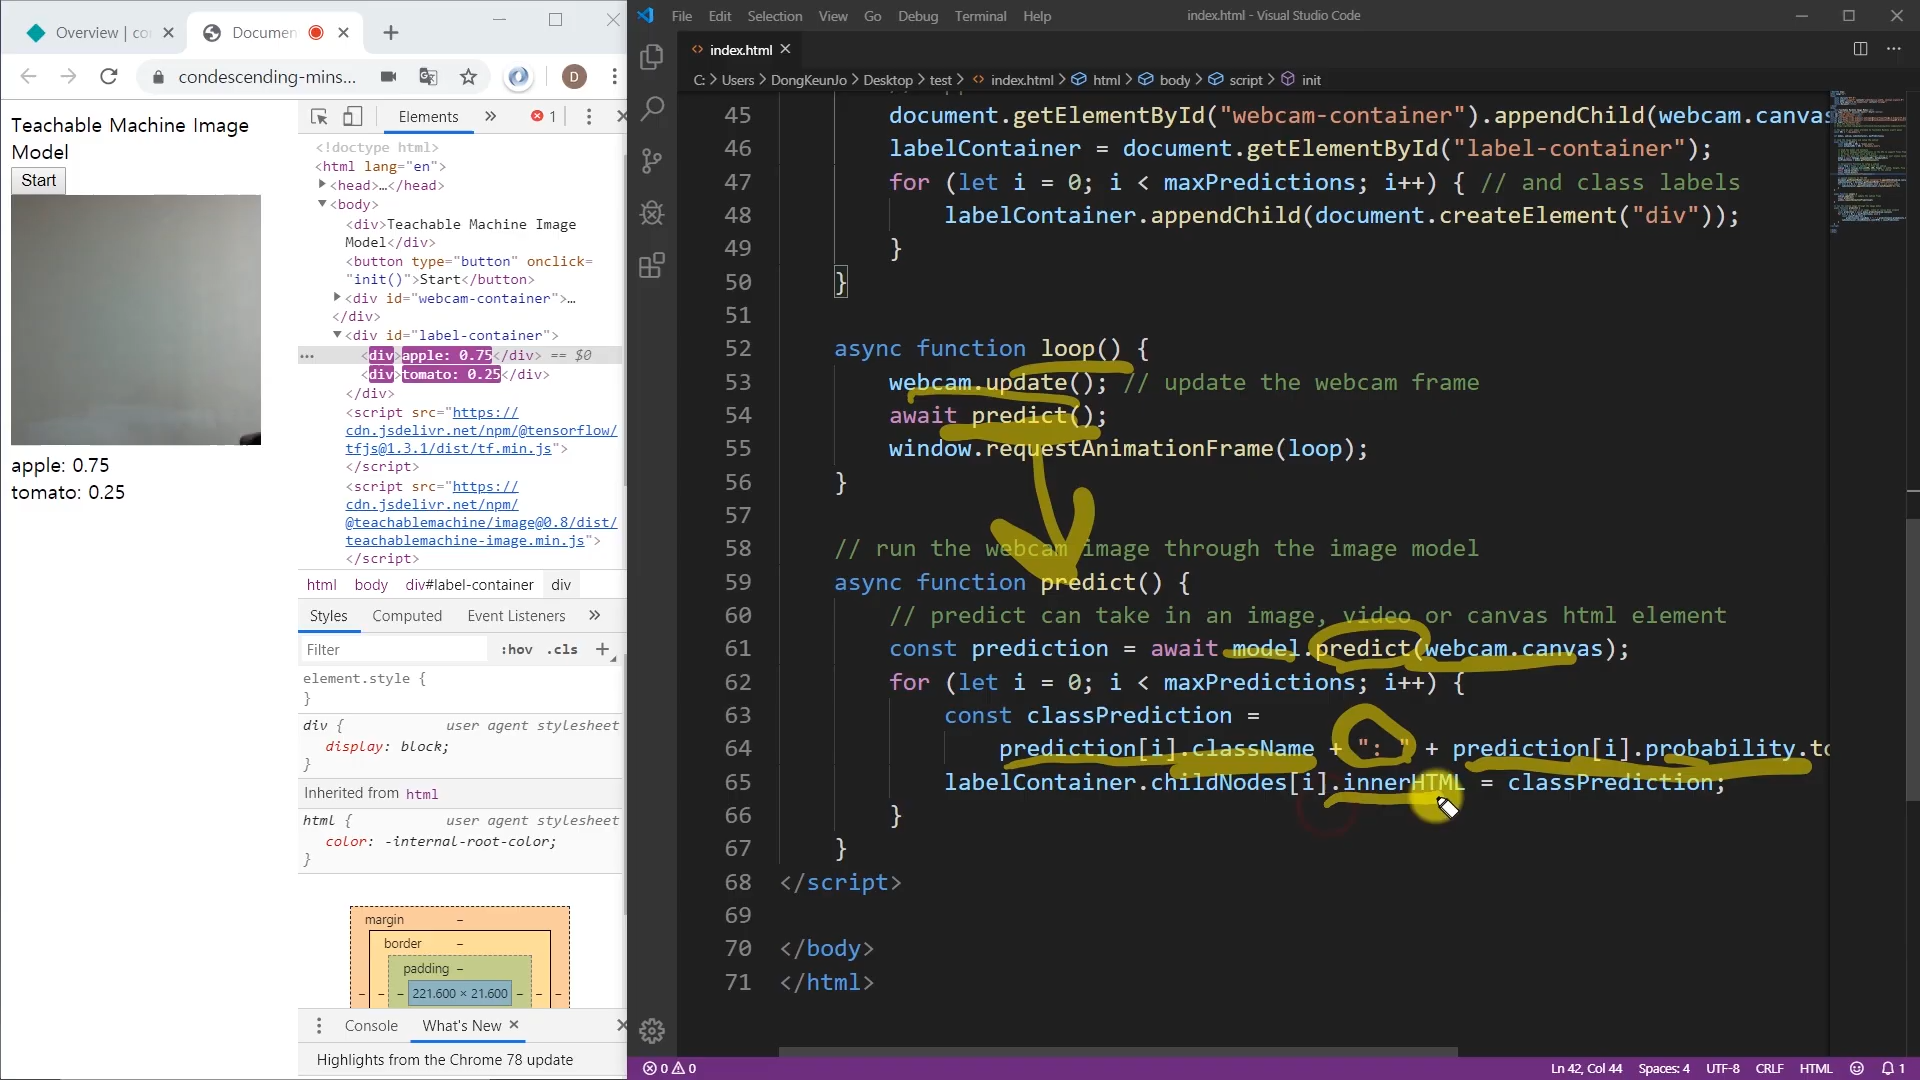 Overview | co
Documen
condescending-mins...
D
Teachable Machine Image
Model
Start
apple: 0.75
tomato: 0.25
Elements
1
<!doctype html>
<html lang="en">
<head>…</head>
<body>
<div>Teachable Machine Image
Model</div>
<button type="button" onclick=
"init()">Start</button>
<div id="webcam-container">…
</div>
<div id="label-container">
<div>apple: 0.75</div> == $0
<div>tomato: 0.25</div>
</div>
<script src="https://
cdn.jsdelivr.net/npm/@tensorflow/
tfjs@1.3.1/dist/tf.min.js">
</script>
<script src="https://
cdn.jsdelivr.net/npm/
@teachablemachine/image@0.8/dist/
teachablemachine-image.min.js">
</script>
html body div#label-container div
Styles Computed Event Listeners
Filter :hov .cls
element.style {
}
div { user agent stylesheet
display: block;
}
Inherited from html
html { user agent stylesheet
color: -internal-root-color;
}
margin –
border –
padding –
– – – 221.600 × 21.600 – – –
Console What's New
Highlights from the Chrome 78 update
File Edit Selection View Go Debug Terminal Help
index.html - Visual Studio Code
index.html
C: > Users > DongKeunJo > Desktop > test > index.html > html > body > script > init
45 document.getElementById("webcam-container").appendChild(webcam.canvas
46 labelContainer = document.getElementById("label-container");
47 for (let i = 0; i < maxPredictions; i++) { // and class labels
48 labelContainer.appendChild(document.createElement("div"));
49 }
50 }
51
52 async function loop() {
53 webcam.update(); // update the webcam frame
54 await predict();
55 window.requestAnimationFrame(loop);
56 }
57
58 // run the webcam image through the image model
59 async function predict() {
60 // predict can take in an image, video or canvas html element
61 const prediction = await model.predict(webcam.canvas);
62 for (let i = 0; i < maxPredictions; i++) {
63 const classPrediction =
64 prediction[i].className + ": " + prediction[i].probability.to
65 labelContainer.childNodes[i].innerHTML = classPrediction;
66 }
67 }
68 </script>
69
70 </body>
71 </html>
0 0
Ln 42, Col 44 Spaces: 4 UTF-8 CRLF HTML 1